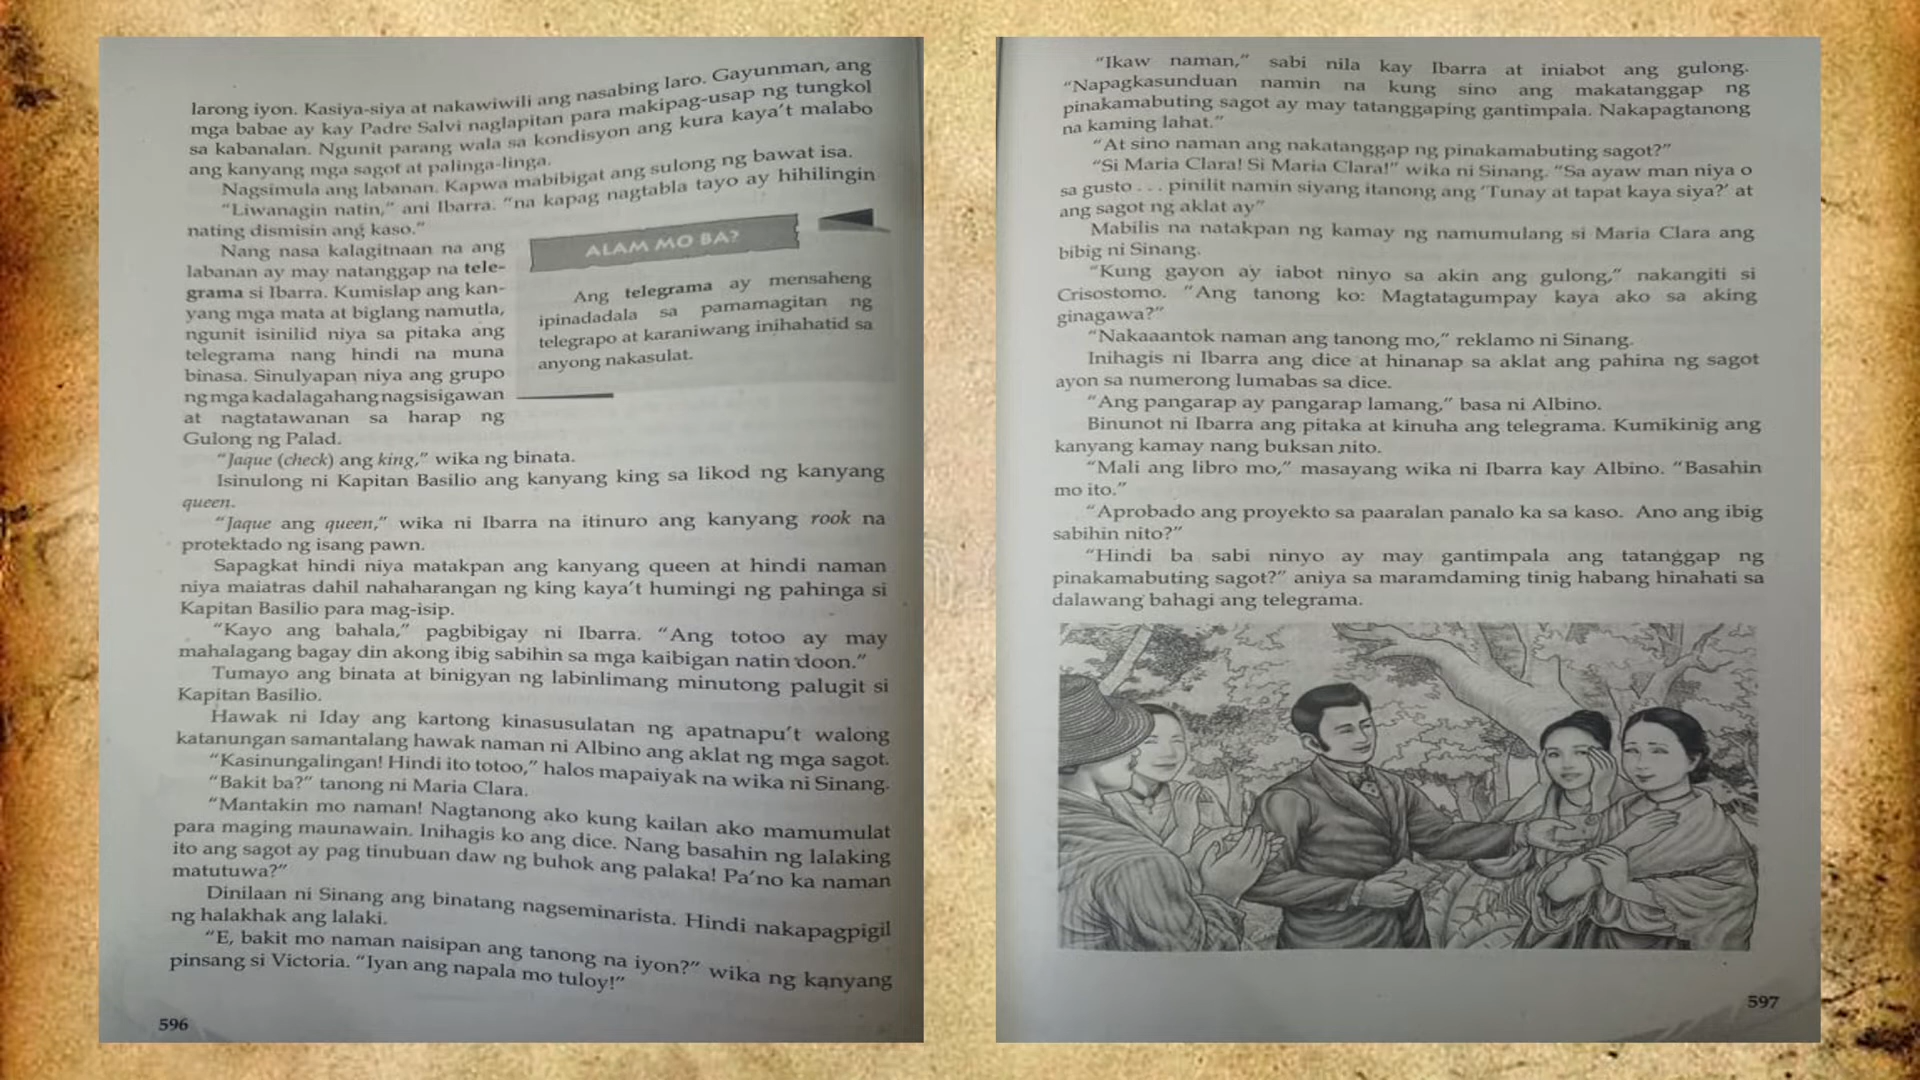 larong iyon. Kasiya-siya at nakawiwili ang nasabing laro. Gayunman, ang
mga babae ay kay Padre Salvi naglapitan para makipag-usap ng tungkol
sa kabanalan. Ngunit parang wala sa kondisyon ang kura kaya't malabo
ang kanyang mga sagot at palinga-linga.
Nagsimula ang labanan. Kapwa mabibigat ang sulong ng bawat isa.
"Liwanagin natin," ani Ibarra. "na kapag nagtabla tayo ay hihilingin
nating dismisin ang kaso."
Nang nasa kalagitnaan na ang
labanan ay may natanggap na tele-
grama si Ibarra. Kumislap ang kan-
yang mga mata at biglang namutla,
ngunit isinilid niya sa pitaka ang
telegrama nang hindi na muna
binasa. Sinulyapan niya ang grupo
ng mga kadalagahang nagsisigawan
at nagtatawanan sa harap ng
Gulong ng Palad.
ALAM MO BA?
Ang telegrama ay mensaheng
ipinadadala sa pamamagitan ng
telegrapo at karaniwang inihahatid sa
anyong nakasulat.
"Jaque (check) ang king," wika ng binata.
Isinulong ni Kapitan Basilio ang kanyang king sa likod ng kanyang
queen.
"Jaque ang queen," wika ni Ibarra na itinuro ang kanyang rook na
protektado ng isang pawn.
Sapagkat hindi niya matakpan ang kanyang queen at hindi naman
niya maiatras dahil nahaharangan ng king kaya't humingi ng pahinga si
Kapitan Basilio para mag-isip.
"Kayo ang bahala," pagbibigay ni Ibarra. "Ang totoo ay may
mahalagang bagay din akong ibig sabihin sa mga kaibigan natin doon."
Tumayo ang binata at binigyan ng labinlimang minutong palugit si
Kapitan Basilio.
Hawak ni Iday ang kartong kinasusulatan ng apatnapu't walong
katanungan samantalang hawak naman ni Albino ang aklat ng mga sagot.
"Kasinungalingan! Hindi ito totoo," halos mapaiyak na wika ni Sinang.
"Bakit ba?" tanong ni Maria Clara.
"Mantakin mo naman! Nagtanong ako kung kailan ako mamumulat
para maging maunawain. Inihagis ko ang dice. Nang basahin ng lalaking
ito ang sagot ay pag tinubuan daw ng buhok ang palaka! Pa'no ka naman
matutuwa?"
Dinilaan ni Sinang ang binatang nagseminarista. Hindi nakapagpigil
ng halakhak ang lalaki.
"E, bakit mo naman naisipan ang tanong na iyon?" wika ng kanyang
pinsang si Victoria. "Iyan ang napala mo tuloy!"
596
"Ikaw naman," sabi nila kay Ibarra at iniabot ang gulong.
"Napagkasunduan namin na kung sino ang makatanggap ng
pinakamabuting sagot ay may tatanggaping gantimpala. Nakapagtanong
na kaming lahat."
"At sino naman ang nakatanggap ng pinakamabuting sagot?"
"Si Maria Clara! Si Maria Clara!" wika ni Sinang. "Sa ayaw man niya o
sa gusto . . . pinilit namin siyang itanong ang 'Tunay at tapat kaya siya?' at
ang sagot ng aklat ay"
Mabilis na natakpan ng kamay ng namumulang si Maria Clara ang
bibig ni Sinang.
"Kung gayon ay iabot ninyo sa akin ang gulong," nakangiti si
Crisostomo. "Ang tanong ko: Magtatagumpay kaya ako sa aking
ginagawa?"
"Nakaaantok naman ang tanong mo," reklamo ni Sinang.
Inihagis ni Ibarra ang dice at hinanap sa aklat ang pahina ng sagot
ayon sa numerong lumabas sa dice.
"Ang pangarap ay pangarap lamang," basa ni Albino.
Binunot ni Ibarra ang pitaka at kinuha ang telegrama. Kumikinig ang
kanyang kamay nang buksan nito.
"Mali ang libro mo," masayang wika ni Ibarra kay Albino. "Basahin
mo ito."
"Aprobado ang proyekto sa paaralan panalo ka sa kaso. Ano ang ibig
sabihin nito?"
"Hindi ba sabi ninyo ay may gantimpala ang tatanggap ng
pinakamabuting sagot?" aniya sa maramdaming tinig habang hinahati sa
dalawang bahagi ang telegrama.
597